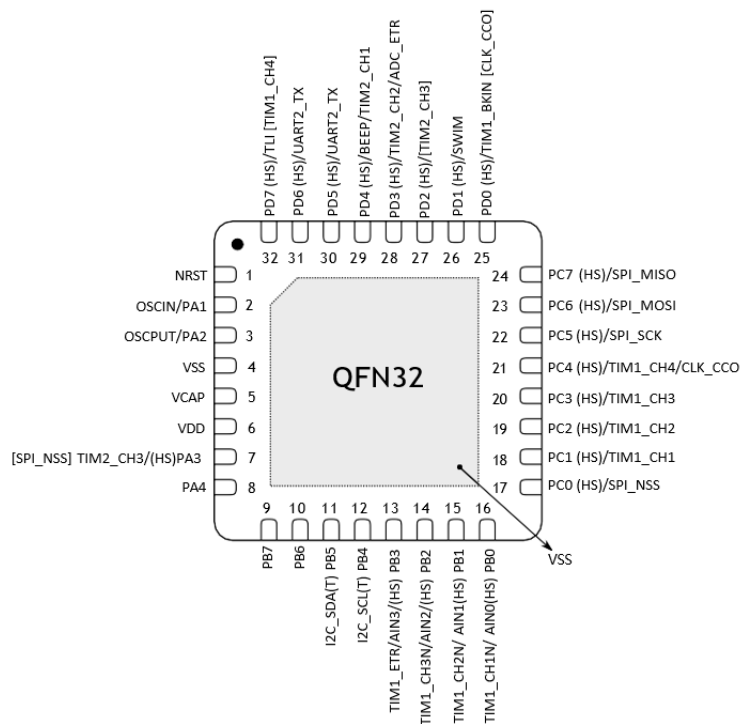 PD7 (HS)/TLI [TIM1_CH4]
PD6 (HS)/UART2_TX
PD5 (HS)/UART2_TX
PD4 (HS)/BEEP/TIM2_CH1
PD3 (HS)/TIM2_CH2/ADC_ETR
PD2 (HS)/[TIM2_CH3]
PD1 (HS)/SWIM
PD0 (HS)/TIM1_BKIN [CLK_CCO]
32 31 30 29 28 27 26 25
NRST 1
OSCIN/PA1 2
OSCPUT/PA2 3
VSS 4
VCAP 5
VDD 6
[SPI_NSS] TIM2_CH3/(HS)PA3 7
PA4 8
QFN32
24 PC7 (HS)/SPI_MISO
23 PC6 (HS)/SPI_MOSI
22 PC5 (HS)/SPI_SCK
21 PC4 (HS)/TIM1_CH4/CLK_CCO
20 PC3 (HS)/TIM1_CH3
19 PC2 (HS)/TIM1_CH2
18 PC1 (HS)/TIM1_CH1
17 PC0 (HS)/SPI_NSS
9 10 11 12 13 14 15 16
VSS
PB7
PB6
I2C_SDA(T) PB5
I2C_SCL(T) PB4
TIM1_ETR/AIN3/(HS) PB3
TIM1_CH3N/AIN2/(HS) PB2
TIM1_CH2N/ AIN1(HS) PB1
TIM1_CH1N/ AIN0(HS) PB0